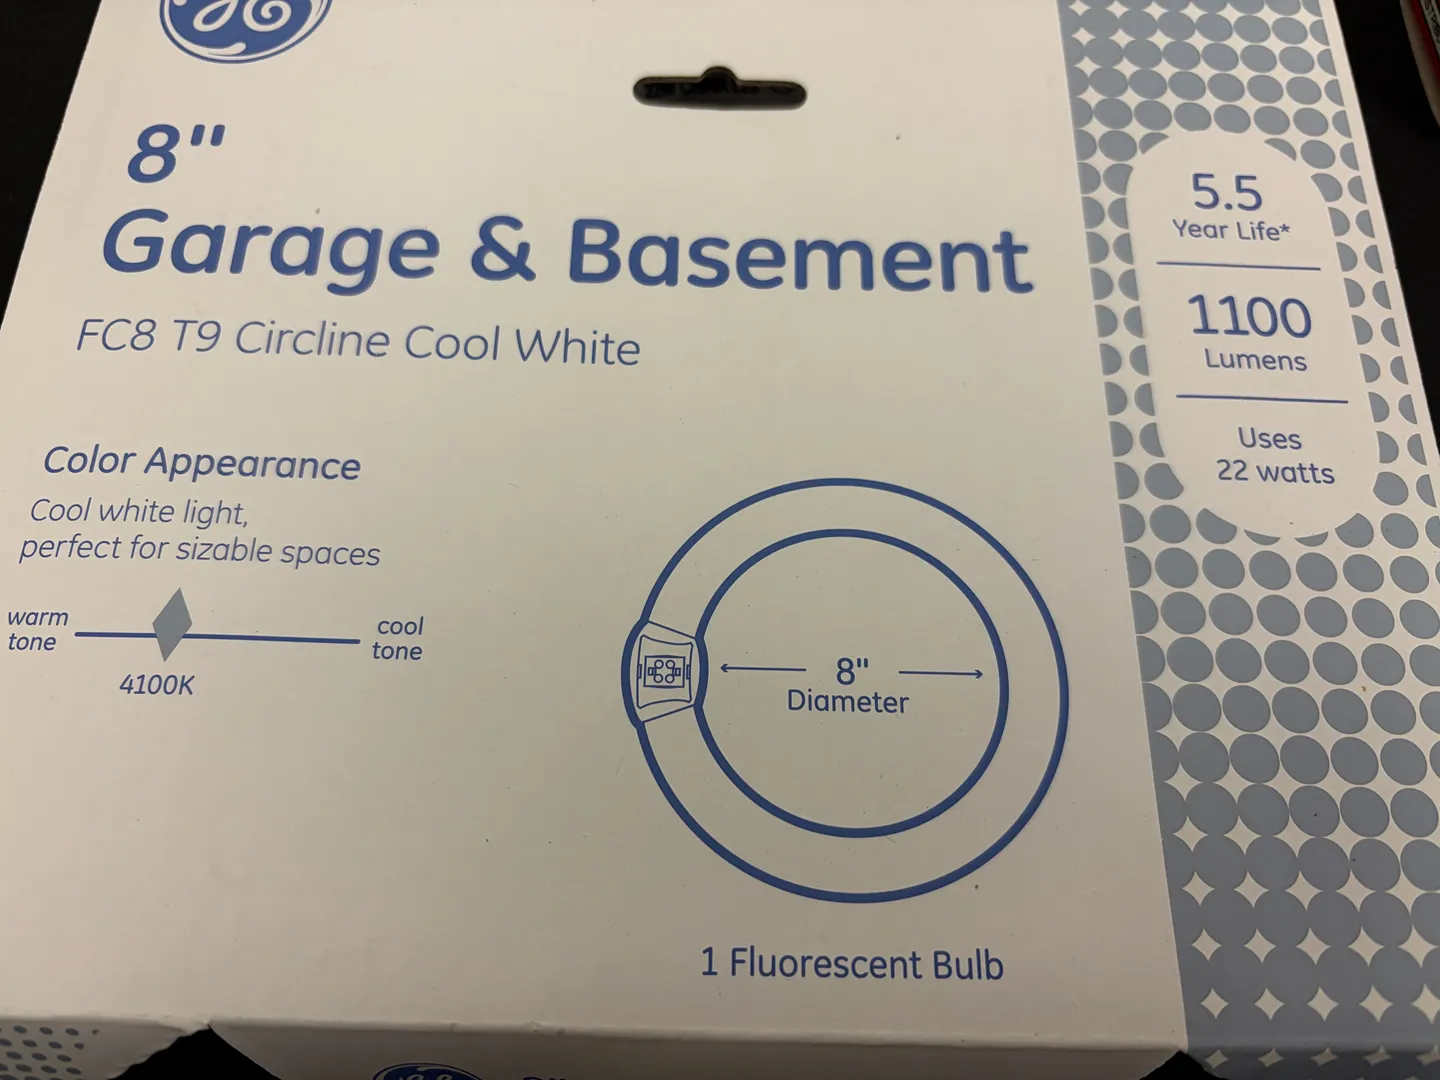 GE
8"
Garage & Basement
FC8 T9 Circline Cool White
Color Appearance
Cool white light,
perfect for sizable spaces
warm
tone
cool
tone
4100K
8"
Diameter
1 Fluorescent Bulb
5.5
Year Life*
1100
Lumens
Uses
22 watts